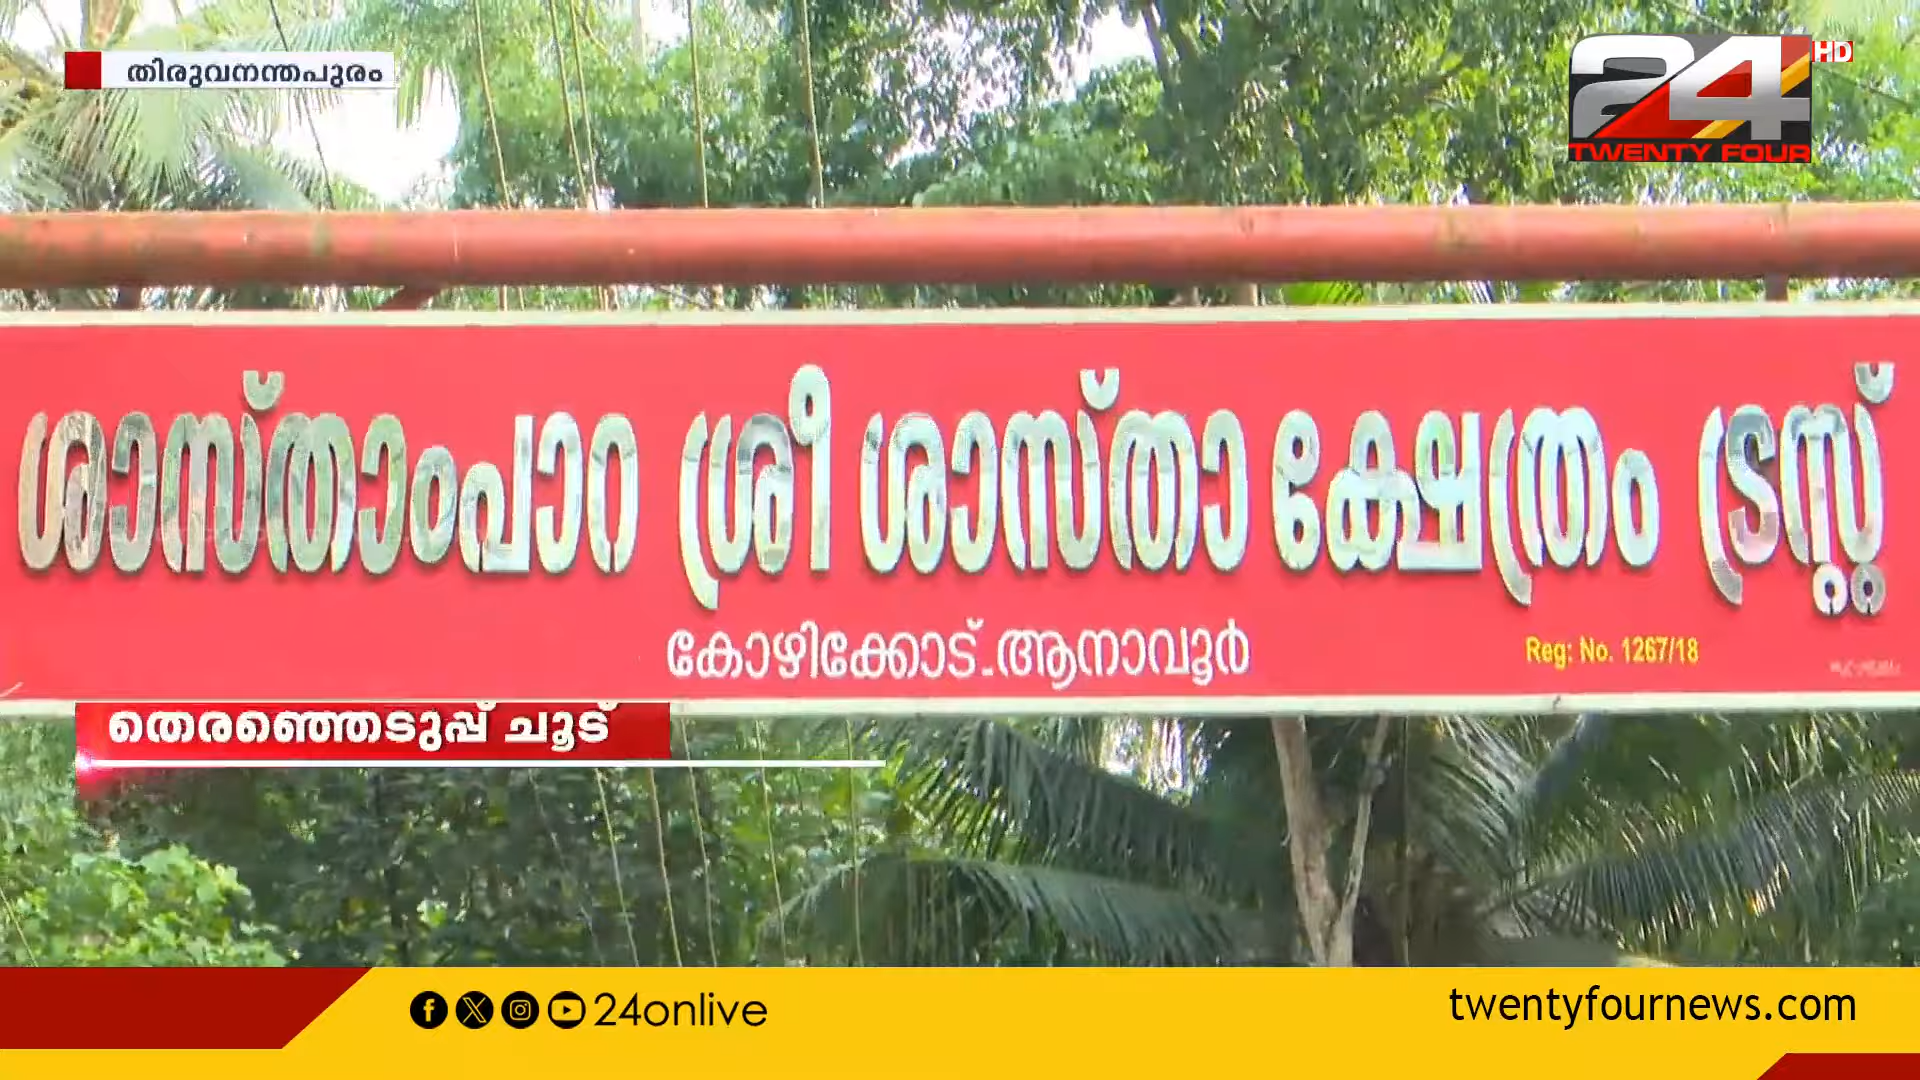 തിരുവനന്തപുരം
24 HD
TWENTY FOUR
ശാസ്താംപാറ ശ്രീ ശാസ്താ ക്ഷേത്രം ട്രസ്റ്റ്
കോഴിക്കോട്-ആനാവൂർ
Reg: No. 1267/18
തെരഞ്ഞെടുപ്പ് ചൂട്
24onlive
twentyfournews.com